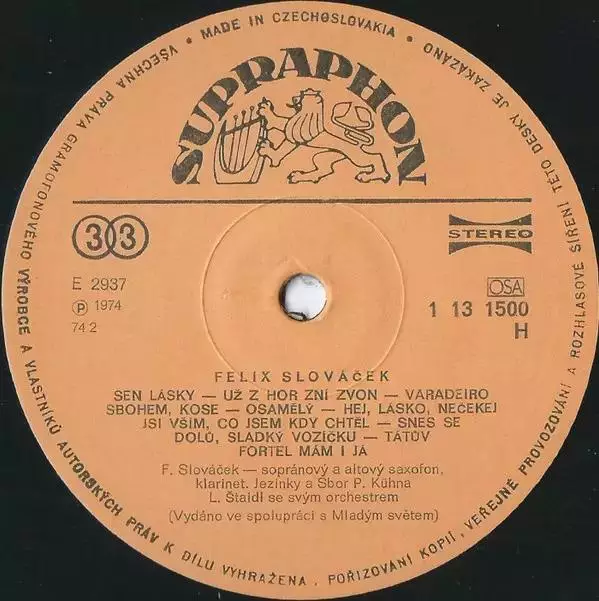 VŠECHNA PRÁVA GRAMOFONOVÉHO VÝROBCE A VLASTNÍKŮ AUTORSKÝCH PRÁV K DÍLU VYHRAŽENA. POŘIZOVÁNÍ KOPIÍ, VEŘEJNÉ PROVOZOVÁNÍ A ROZHLASOVÉ ŠÍŘENÍ TÉTO DESKY JE ZAKÁZÁNO • MADE IN CZECHOSLOVAKIA •
SUPRAPHON
33
STEREO
E 2937
OSA
℗ 1974
1 13 1500
74 2
H
FELIX SLOVÁČEK
SEN LÁSKY — UŽ Z HOR ZNÍ ZVON — VARADEIRO
SBOHEM, KOSE — OSAMĚLÝ — HEJ, LÁSKO, NEČEKEJ
JSI VŠÍM, CO JSEM KDY CHTĚL — SNES SE
DOLŮ, SLADKÝ VOZÍČKU — TÁTŮV
FORTEL MÁM I JÁ
F. Slováček — sopránový a altový saxofon,
klarinet. Jezinky a Sbor P. Kühna
L. Štaidl se svým orchestrem
(Vydáno ve spolupráci s Mladým světem)